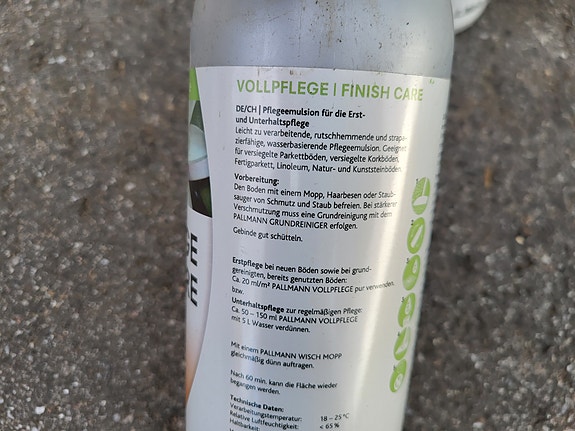 VOLLPFLEGE | FINISH CARE
DE/CH | Pflegeemulsion für die Erst-
und Unterhaltspflege
Leicht zu verarbeitende, rutschhemmende und strapa-
zierfähige, wasserbasierende Pflegeemulsion. Geeignet
für versiegelte Parkettböden, versiegelte Korkböden,
Fertigparkett, Linoleum, Natur- und Kunststeinböden.
Vorbereitung:
Den Boden mit einem Mopp, Haarbesen oder Staub-
sauger von Schmutz und Staub befreien. Bei stärkerer
Verschmutzung muss eine Grundreinigung mit dem
PALLMANN GRUNDREINIGER erfolgen.
Gebinde gut schütteln.
Erstpflege bei neuen Böden sowie bei grund-
gereinigten, bereits genutzten Böden:
Ca. 20 ml/m² PALLMANN VOLLPFLEGE pur verwenden.
bzw.
Unterhaltspflege zur regelmäßigen Pflege:
Ca. 50 – 150 ml PALLMANN VOLLPFLEGE
mit 5 L Wasser verdünnen.
Mit einem PALLMANN WISCH MOPP
gleichmäßig dünn auftragen.
Nach 60 min. kann die Fläche wieder
begangen werden.
Technische Daten:
Verarbeitungstemperatur: 18 – 25 °C
Relative Luftfeuchtigkeit: < 65 %
Haltbarkeit: